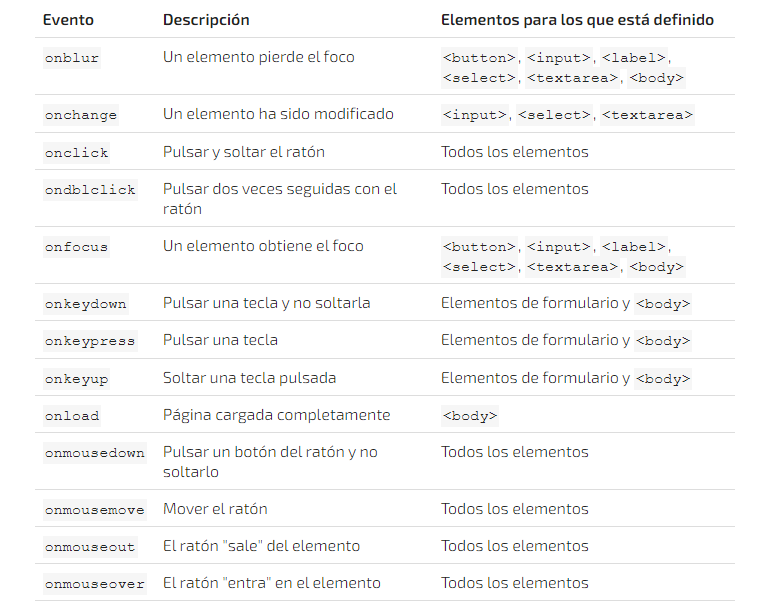 Evento Descripción Elementos para los que está definido
onblur Un elemento pierde el foco <button>, <input>, <label>,
<select>, <textarea>, <body>
onchange Un elemento ha sido modificado <input>, <select>, <textarea>
onclick Pulsar y soltar el ratón Todos los elementos
ondblclick Pulsar dos veces seguidas con el Todos los elementos
ratón
onfocus Un elemento obtiene el foco <button>, <input>, <label>,
<select>, <textarea>, <body>
onkeydown Pulsar una tecla y no soltarla Elementos de formulario y <body>
onkeypress Pulsar una tecla Elementos de formulario y <body>
onkeyup Soltar una tecla pulsada Elementos de formulario y <body>
onload Página cargada completamente <body>
onmousedown Pulsar un botón del ratón y no Todos los elementos
soltarlo
onmousemove Mover el ratón Todos los elementos
onmouseout El ratón "sale" del elemento Todos los elementos
onmouseover El ratón "entra" en el elemento Todos los elementos